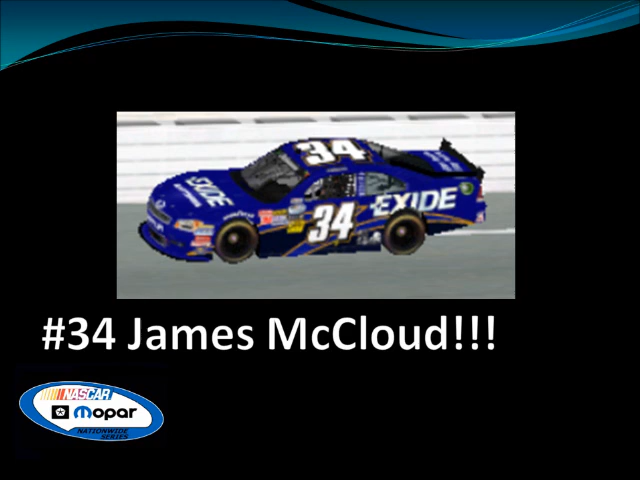 34
EXIDE
EXIDE
34
#34 James McCloud!!!
NASCAR
mopar
NATIONWIDE
SERIES